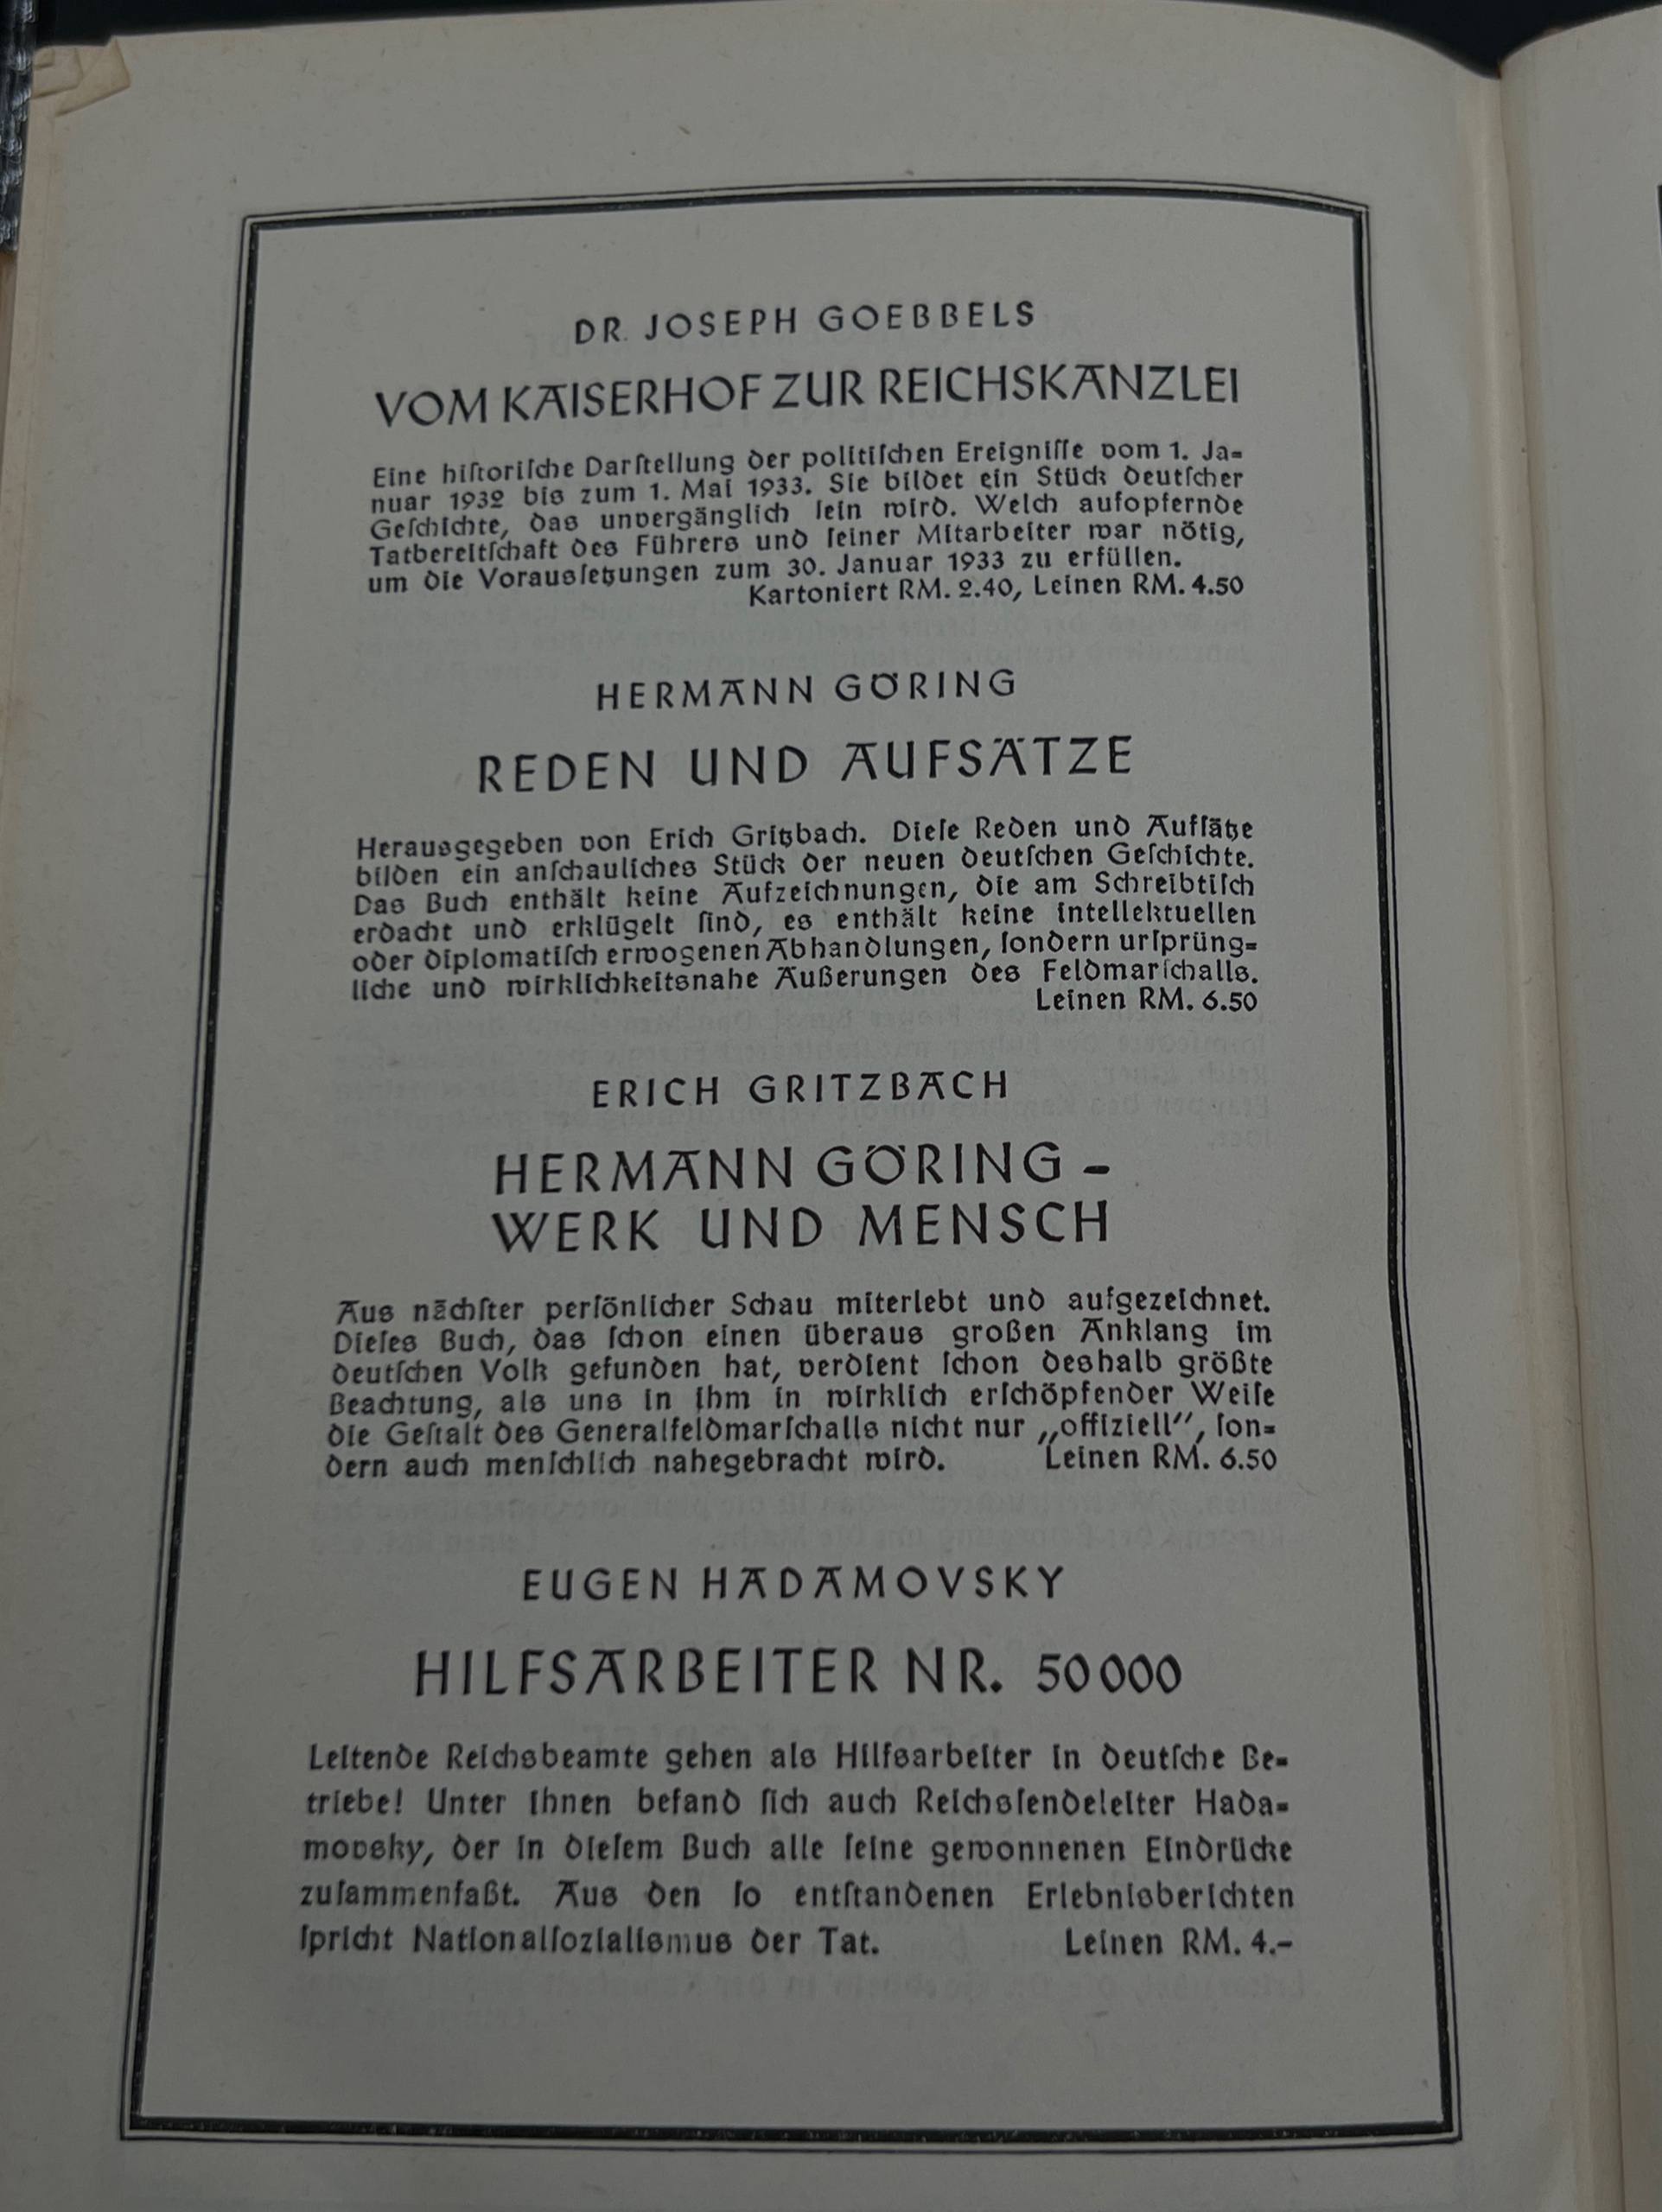 DR. JOSEPH GOEBBELS
VOM KAISERHOF ZUR REICHSKANZLEI
Eine hiſtoriſche Darſtellung der politiſchen Ereigniſſe vom 1. Ja-
nuar 1932 bis zum 1. Mai 1933. Sie bildet ein Stück deutſcher
Geſchichte, das unvergänglich ſein wird. Welch aufopfernde
Tatbereitſchaft des Führers und ſeiner Mitarbeiter war nötig,
um die Vorausſetzungen zum 30. Januar 1933 zu erfüllen.
Kartoniert RM. 2.40, Leinen RM. 4.50
HERMANN GÖRING
REDEN UND AUFSÄTZE
Herausgegeben von Erich Gritzbach. Dieſe Reden und Aufſätze
bilden ein anſchauliches Stück der neuen deutſchen Geſchichte.
Das Buch enthält keine Aufzeichnungen, die am Schreibtiſch
erdacht und erklügelt ſind, es enthält keine intellektuellen
oder diplomatiſch erwogenen Abhandlungen, ſondern urſprüng-
liche und wirklichkeitsnahe Äußerungen des Feldmarſchalls.
Leinen RM. 6.50
ERICH GRITZBACH
HERMANN GÖRING –
WERK UND MENSCH
Aus nächſter perſönlicher Schau miterlebt und aufgezeichnet.
Dieſes Buch, das ſchon einen überaus großen Anklang im
deutſchen Volk gefunden hat, verdient ſchon deshalb größte
Beachtung, als uns in ihm in wirklich erſchöpfender Weiſe
die Geſtalt des Generalfeldmarſchalls nicht nur „offiziell“, ſon-
dern auch menſchlich nahegebracht wird. Leinen RM. 6.50
EUGEN HADAMOVSKY
HILFSARBEITER NR. 50 000
Leitende Reichsbeamte gehen als Hilfsarbeiter in deutſche Be-
triebe! Unter ihnen befand ſich auch Reichsſendeleiter Hada-
movsky, der in dieſem Buch alle ſeine gewonnenen Eindrücke
zuſammenfaßt. Aus den ſo entſtandenen Erlebnisberichten
ſpricht Nationalſozialismus der Tat. Leinen RM. 4.–